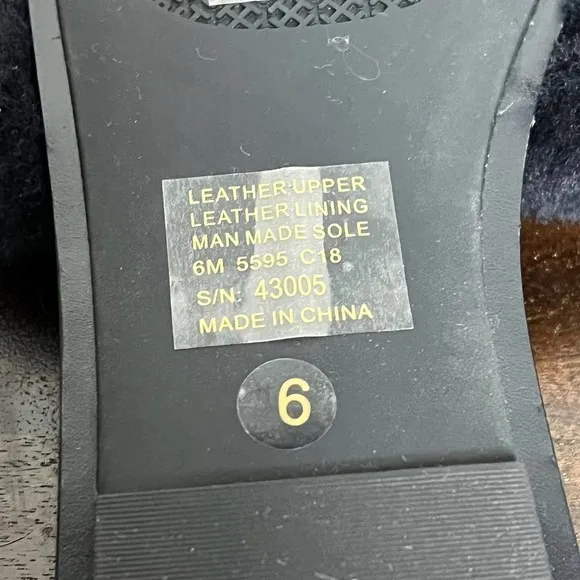 LEATHER UPPER
LEATHER LINING
MAN MADE SOLE
6M 5595 C18
S/N: 43005
MADE IN CHINA
6